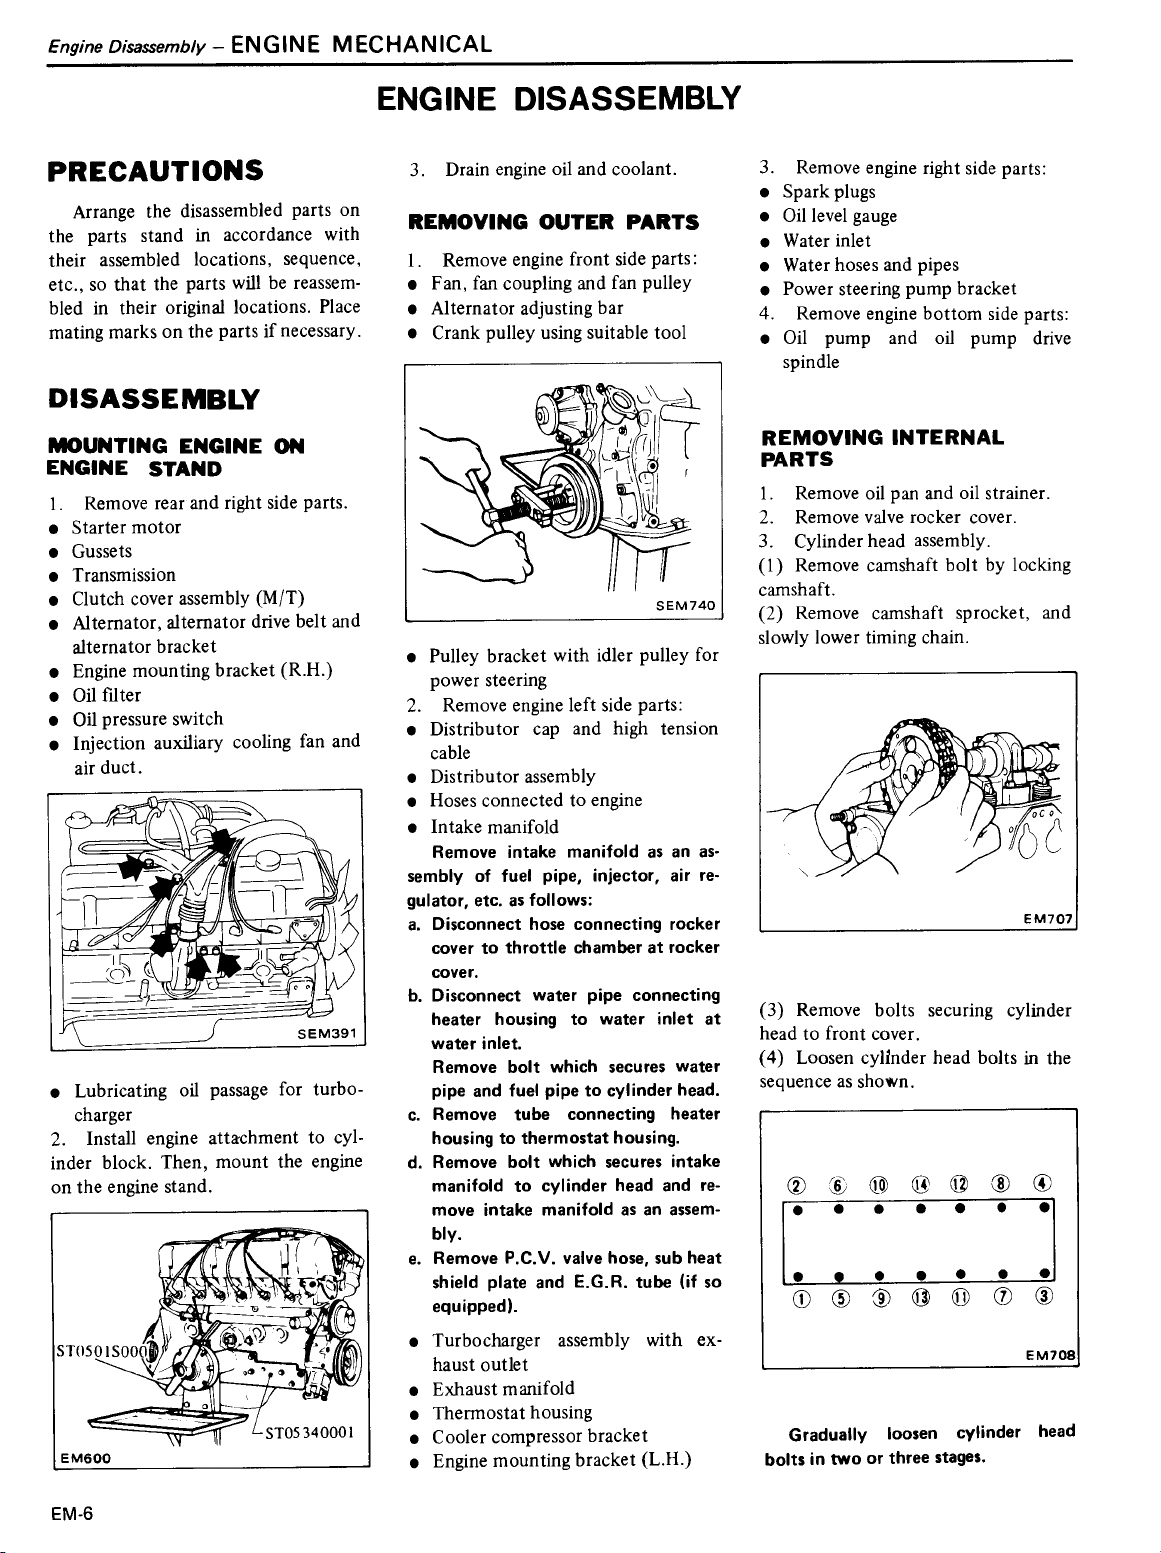 Engine Disassembly – ENGINE MECHANICAL
ENGINE DISASSEMBLY
PRECAUTIONS
Arrange the disassembled parts on
the parts stand in accordance with
their assembled locations, sequence,
etc., so that the parts will be reassem-
bled in their original locations. Place
mating marks on the parts if necessary.
DISASSEMBLY
MOUNTING ENGINE ON
ENGINE STAND
1. Remove rear and right side parts.
• Starter motor
• Gussets
• Transmission
• Clutch cover assembly (M/T)
• Alternator, alternator drive belt and
alternator bracket
• Engine mounting bracket (R.H.)
• Oil filter
• Oil pressure switch
• Injection auxiliary cooling fan and
air duct.
SEM391
• Lubricating oil passage for turbo-
charger
2. Install engine attachment to cyl-
inder block. Then, mount the engine
on the engine stand.
ST0501S000
ST05340001
EM600
3. Drain engine oil and coolant.
REMOVING OUTER PARTS
1. Remove engine front side parts:
• Fan, fan coupling and fan pulley
• Alternator adjusting bar
• Crank pulley using suitable tool
SEM740
• Pulley bracket with idler pulley for
power steering
2. Remove engine left side parts:
• Distributor cap and high tension
cable
• Distributor assembly
• Hoses connected to engine
• Intake manifold
Remove intake manifold as an as-
sembly of fuel pipe, injector, air re-
gulator, etc. as follows:
a. Disconnect hose connecting rocker
cover to throttle chamber at rocker
cover.
b. Disconnect water pipe connecting
heater housing to water inlet at
water inlet.
Remove bolt which secures water
pipe and fuel pipe to cylinder head.
c. Remove tube connecting heater
housing to thermostat housing.
d. Remove bolt which secures intake
manifold to cylinder head and re-
move intake manifold as an assem-
bly.
e. Remove P.C.V. valve hose, sub heat
shield plate and E.G.R. tube (if so
equipped).
• Turbocharger assembly with ex-
haust outlet
• Exhaust manifold
• Thermostat housing
• Cooler compressor bracket
• Engine mounting bracket (L.H.)
3. Remove engine right side parts:
• Spark plugs
• Oil level gauge
• Water inlet
• Water hoses and pipes
• Power steering pump bracket
4. Remove engine bottom side parts:
• Oil pump and oil pump drive
spindle
REMOVING INTERNAL
PARTS
1. Remove oil pan and oil strainer.
2. Remove valve rocker cover.
3. Cylinder head assembly.
(1) Remove camshaft bolt by locking
camshaft.
(2) Remove camshaft sprocket, and
slowly lower timing chain.
EM707
(3) Remove bolts securing cylinder
head to front cover.
(4) Loosen cylinder head bolts in the
sequence as shown.
② ⑥ ⑩ ⑭ ⑫ ⑧ ④
① ⑤ ⑨ ⑬ ⑪ ⑦ ③
EM708
Gradually loosen cylinder head
bolts in two or three stages.
EM-6